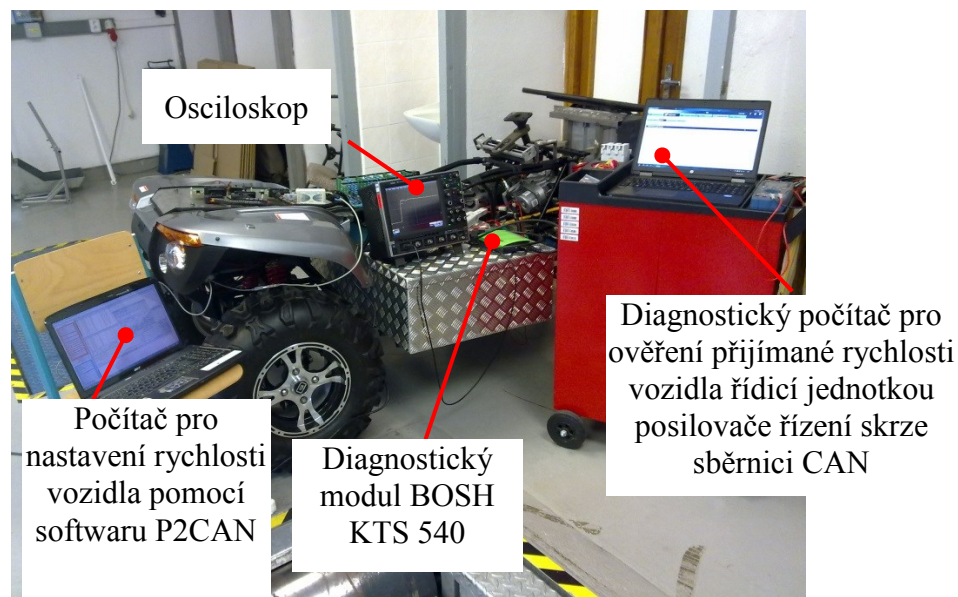 Osciloskop
Diagnostický počítač pro
ověření přijímané rychlosti
vozidla řídicí jednotkou
posilovače řízení skrze
sběrnici CAN
Počítač pro
nastavení rychlosti
vozidla pomocí
softwaru P2CAN
Diagnostický
modul BOSH
KTS 540